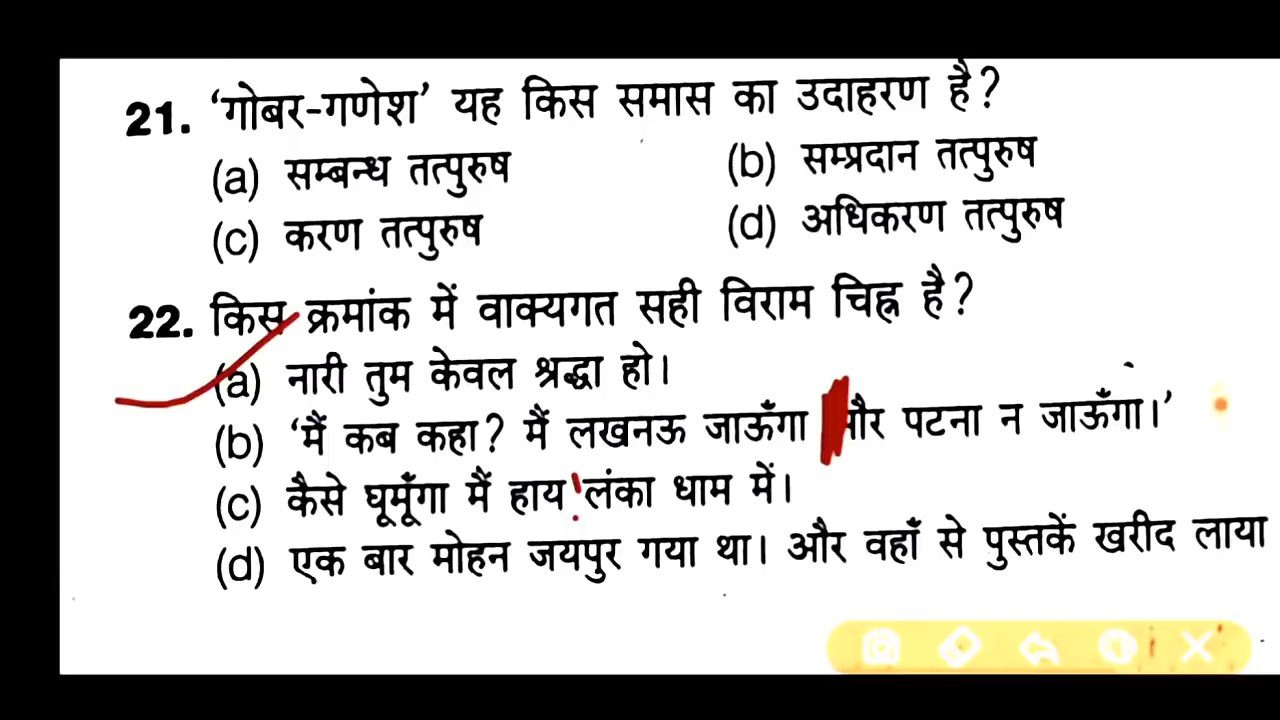 21. ‘गोबर-गणेश’ यह किस समास का उदाहरण है?
(a) सम्बन्ध तत्पुरुष (b) सम्प्रदान तत्पुरुष
(c) करण तत्पुरुष (d) अधिकरण तत्पुरुष
22. किस क्रमांक में वाक्यगत सही विराम चिह्न है?
(a) नारी तुम केवल श्रद्धा हो।
(b) ‘मैं कब कहा? मैं लखनऊ जाऊँगा और पटना न जाऊँगा।’
(c) कैसे घूमूँगा मैं हाय! लंका धाम में।
(d) एक बार मोहन जयपुर गया था। और वहाँ से पुस्तकें खरीद लाया